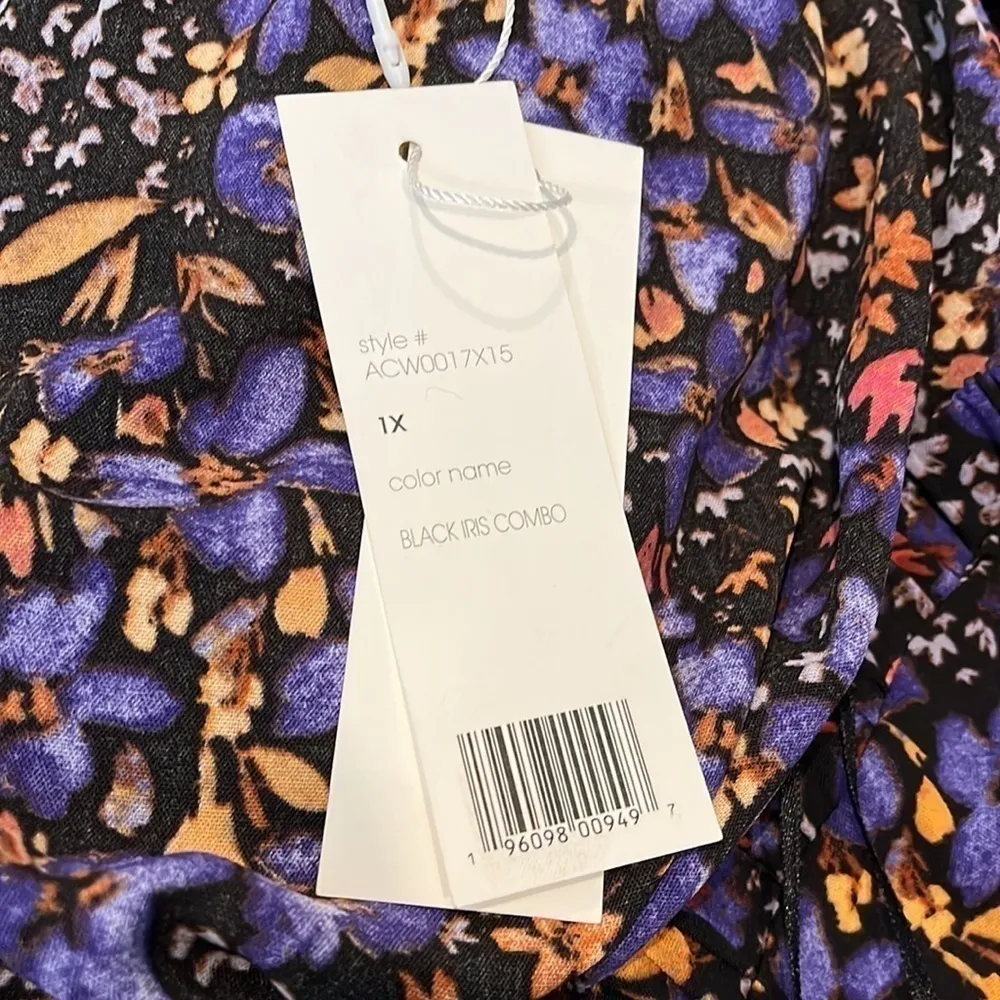 style #
ACW0017X15
1X
color name
BLACK IRIS COMBO
1 96098 00949 7